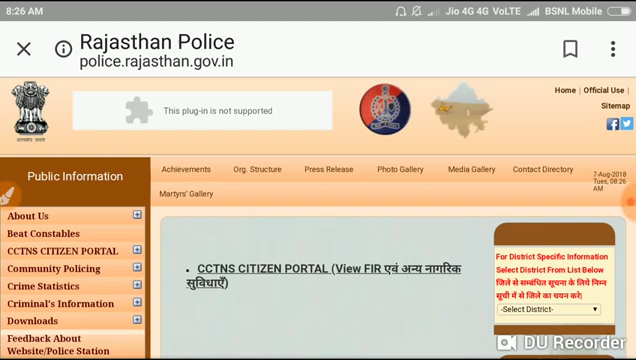 8:26 AM
Jio 4G 4G VoLTE
BSNL Mobile
Rajasthan Police
police.rajasthan.gov.in
This plug-in is not supported
Home | Official Use |
Sitemap
Public Information
Achievements
Org. Structure
Press Release
Photo Gallery
Media Gallery
Contact Directory
7-Aug-2018
Tues, 08:26
AM
Martyrs' Gallery
About Us
Beat Constables
CCTNS CITIZEN PORTAL
Community Policing
Crime Statistics
Criminal's Information
Downloads
Feedback About
Website/Police Station
CCTNS CITIZEN PORTAL (View FIR एवं अन्य नागरिक
सुविधाएँ)
For District Specific Information
Select District From List Below
जिले से सम्बंधित सूचना के लिये निम्न
सूची में से जिले का चयन करे|
-Select District-
DU Recorder